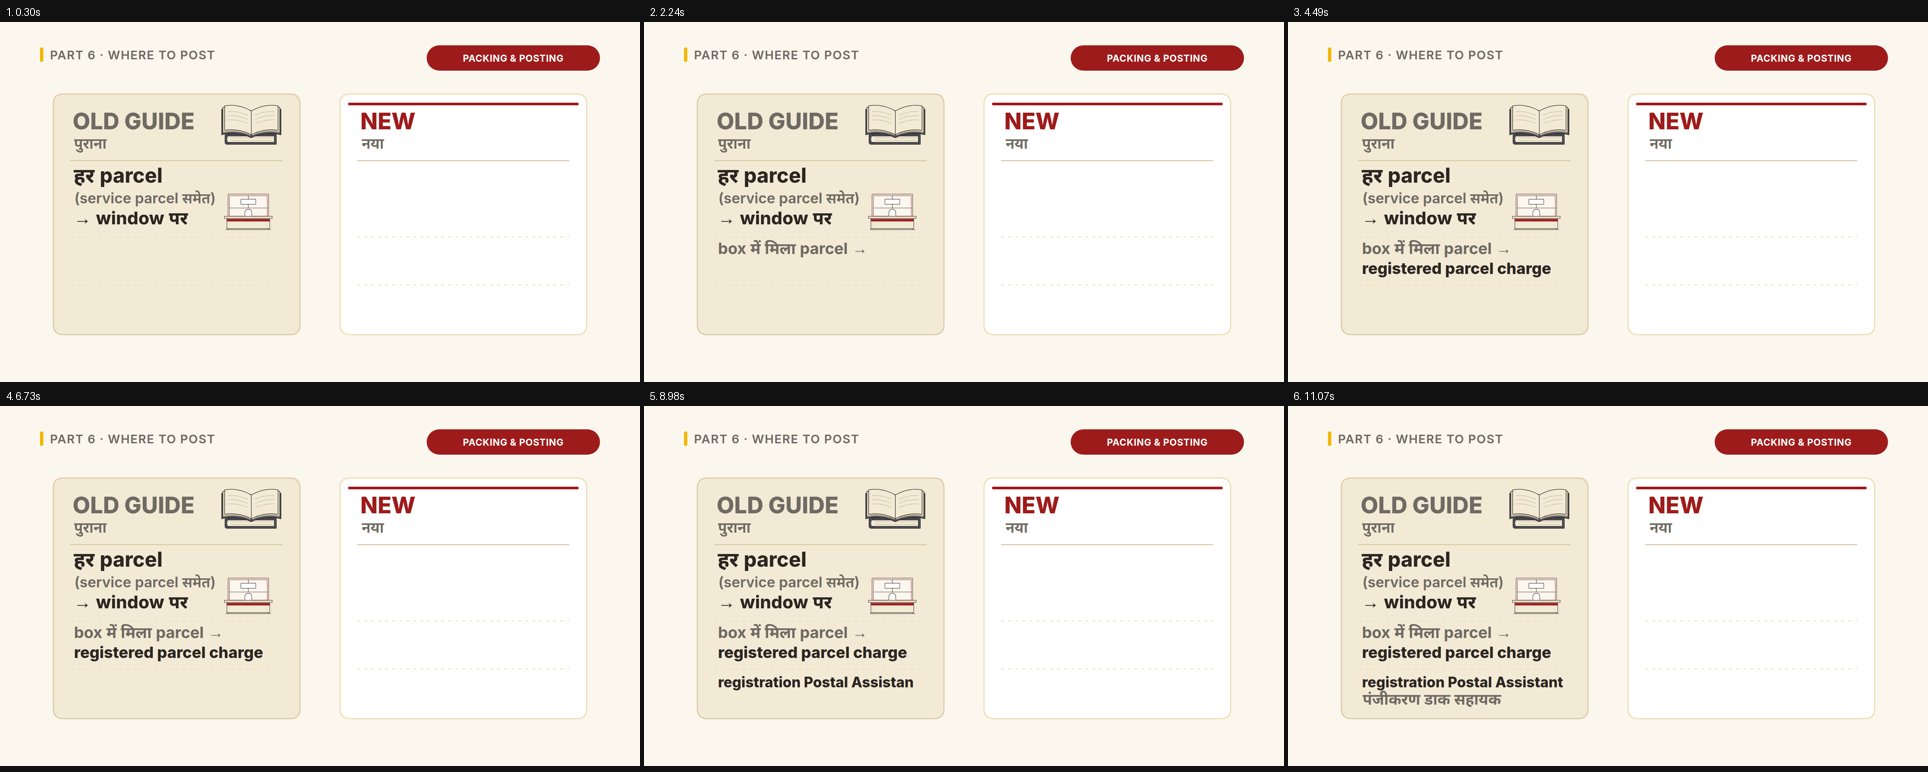 1. 0.30s
PART 6 · WHERE TO POST
PACKING & POSTING
OLD GUIDE
पुराना
हर parcel
(service parcel समेत)
→ window पर
NEW
नया
2. 2.24s
PART 6 · WHERE TO POST
PACKING & POSTING
OLD GUIDE
पुराना
हर parcel
(service parcel समेत)
→ window पर
box में मिला parcel →
NEW
नया
3. 4.49s
PART 6 · WHERE TO POST
PACKING & POSTING
OLD GUIDE
पुराना
हर parcel
(service parcel समेत)
→ window पर
box में मिला parcel →
registered parcel charge
NEW
नया
4. 6.73s
PART 6 · WHERE TO POST
PACKING & POSTING
OLD GUIDE
पुराना
हर parcel
(service parcel समेत)
→ window पर
box में मिला parcel →
registered parcel charge
NEW
नया
5. 8.98s
PART 6 · WHERE TO POST
PACKING & POSTING
OLD GUIDE
पुराना
हर parcel
(service parcel समेत)
→ window पर
box में मिला parcel →
registered parcel charge
registration Postal Assistan
NEW
नया
6. 11.07s
PART 6 · WHERE TO POST
PACKING & POSTING
OLD GUIDE
पुराना
हर parcel
(service parcel समेत)
→ window पर
box में मिला parcel →
registered parcel charge
registration Postal Assistant
पंजीकरण डाक सहायक
NEW
नया